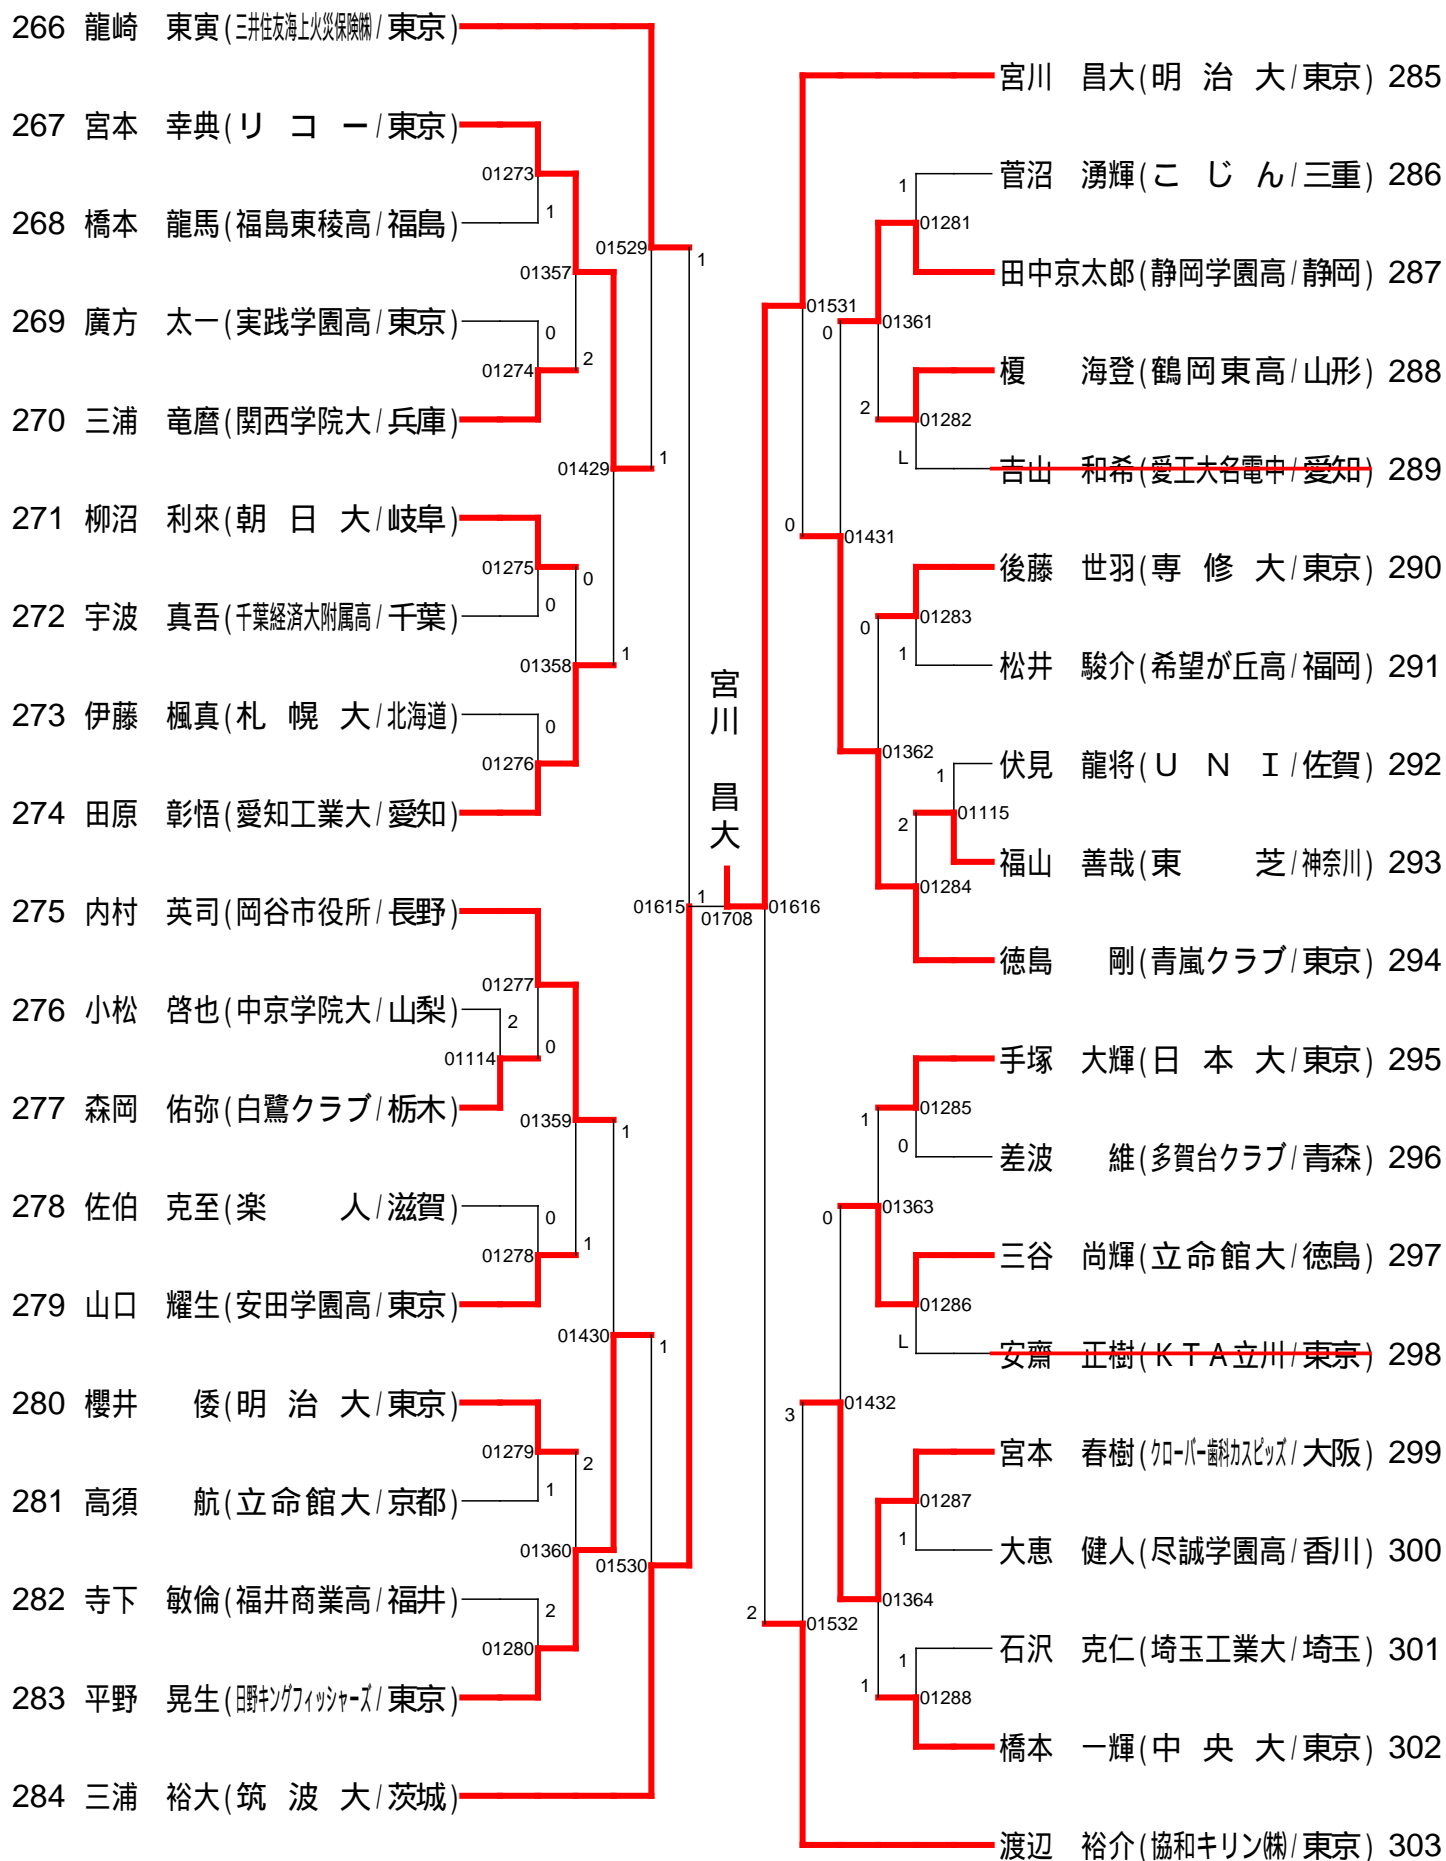 266 龍崎 東寅(三井住友海上火災保険㈱/東京)
267 宮本 幸典(リコー/東京)
268 橋本 龍馬(福島東稜高/福島)
269 廣方 太一(実践学園高/東京)
270 三浦 竜麿(関西学院大/兵庫)
271 柳沼 利來(朝日大/岐阜)
272 宇波 真吾(千葉経済大附属高/千葉)
273 伊藤 楓真(札幌大/北海道)
274 田原 彰悟(愛知工業大/愛知)
275 内村 英司(岡谷市役所/長野)
276 小松 啓也(中京学院大/山梨)
277 森岡 佑弥(白鷺クラブ/栃木)
278 佐伯 克至(楽人/滋賀)
279 山口 耀生(安田学園高/東京)
280 櫻井 倭(明治大/東京)
281 高須 航(立命館大/京都)
282 寺下 敏倫(福井商業高/福井)
283 平野 晃生(日野キングフィッシャーズ/東京)
284 三浦 裕大(筑波大/茨城)
01273
1
01357
0
01274
2
01529
1
01429
1
01275
0
0
01358
1
0
01276
01277
2
01114
0
01359
1
0
01278
1
01430
1
01279
2
1
01360
01530
2
01280
01615
1
01708
宮川 昌大
01616
01531
0
1
01281
01361
2
01282
L
0
01431
0
01283
1
01362
1
01115
2
01284
1
01285
0
01363
0
01286
L
3
01432
01287
1
01364
2
01532
1
1
01288
宮川 昌大(明治大/東京) 285
菅沼 湧輝(こじん/三重) 286
田中京太郎(静岡学園高/静岡) 287
榎 海登(鶴岡東高/山形) 288
吉山 和希(愛工大名電中/愛知) 289
後藤 世羽(専修大/東京) 290
松井 駿介(希望が丘高/福岡) 291
伏見 龍将(UNI/佐賀) 292
福山 善哉(東芝/神奈川) 293
徳島 剛(青嵐クラブ/東京) 294
手塚 大輝(日本大/東京) 295
差波 維(多賀台クラブ/青森) 296
三谷 尚輝(立命館大/徳島) 297
安齋 正樹(KTA立川/東京) 298
宮本 春樹(クローバー歯科カスピッズ/大阪) 299
大恵 健人(尽誠学園高/香川) 300
石沢 克仁(埼玉工業大/埼玉) 301
橋本 一輝(中央大/東京) 302
渡辺 裕介(協和キリン㈱/東京) 303